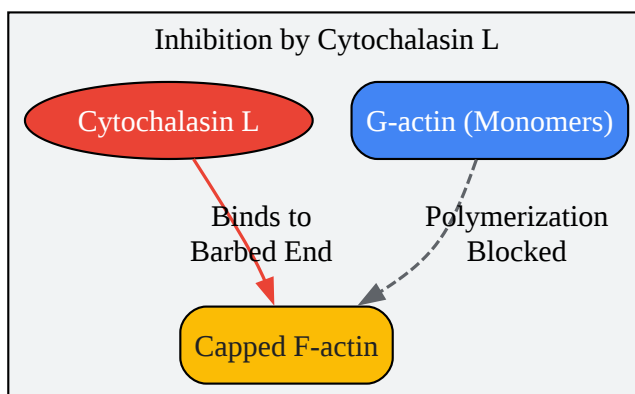 Inhibition by Cytochalasin L
Cytochalasin L
G-actin (Monomers)
Binds to
Barbed End
Polymerization
Blocked
Capped F-actin